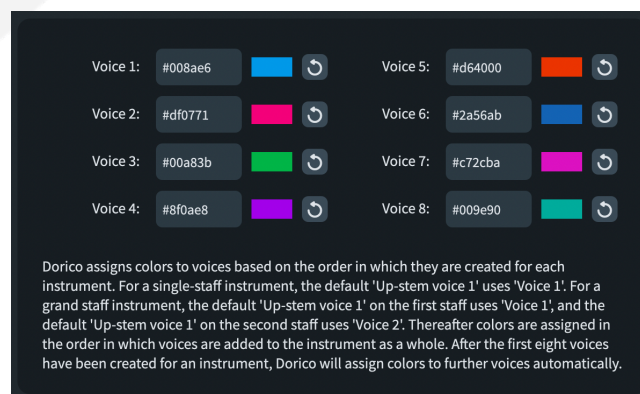 Voice 1: #008ae6
Voice 5: #d64000
Voice 2: #df0771
Voice 6: #2a56ab
Voice 3: #00a83b
Voice 7: #c72cba
Voice 4: #8f0ae8
Voice 8: #009e90
Dorico assigns colors to voices based on the order in which they are created for each
instrument. For a single-staff instrument, the default 'Up-stem voice 1' uses 'Voice 1'. For a
grand staff instrument, the default 'Up-stem voice 1' on the first staff uses 'Voice 1', and the
default 'Up-stem voice 1' on the second staff uses 'Voice 2'. Thereafter colors are assigned in
the order in which voices are added to the instrument as a whole. After the first eight voices
have been created for an instrument, Dorico will assign colors to further voices automatically.